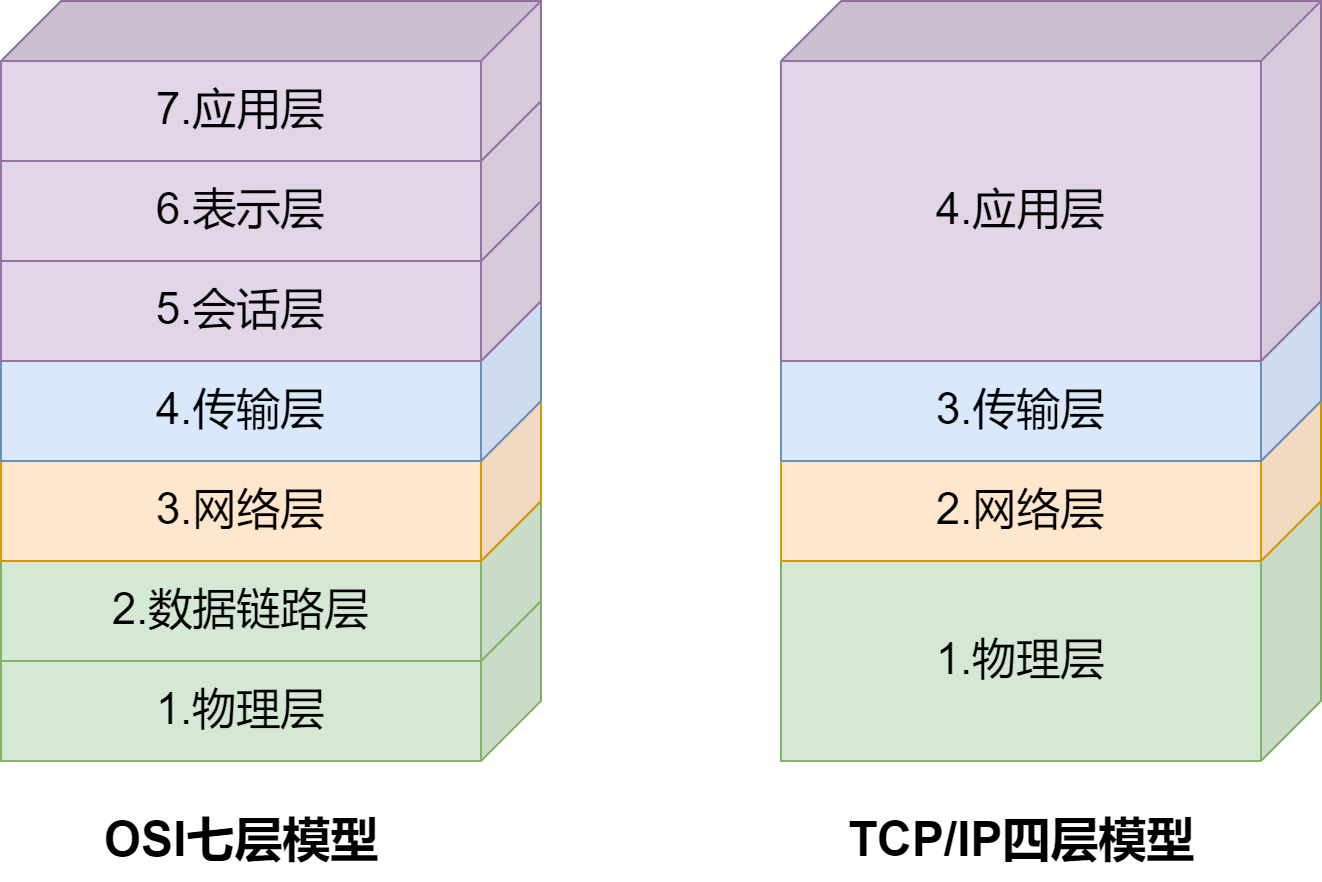 7.应用层
6.表示层
5.会话层
4.传输层
3.网络层
2.数据链路层
1.物理层
OSI七层模型
4.应用层
3.传输层
2.网络层
1.物理层
TCP/IP四层模型